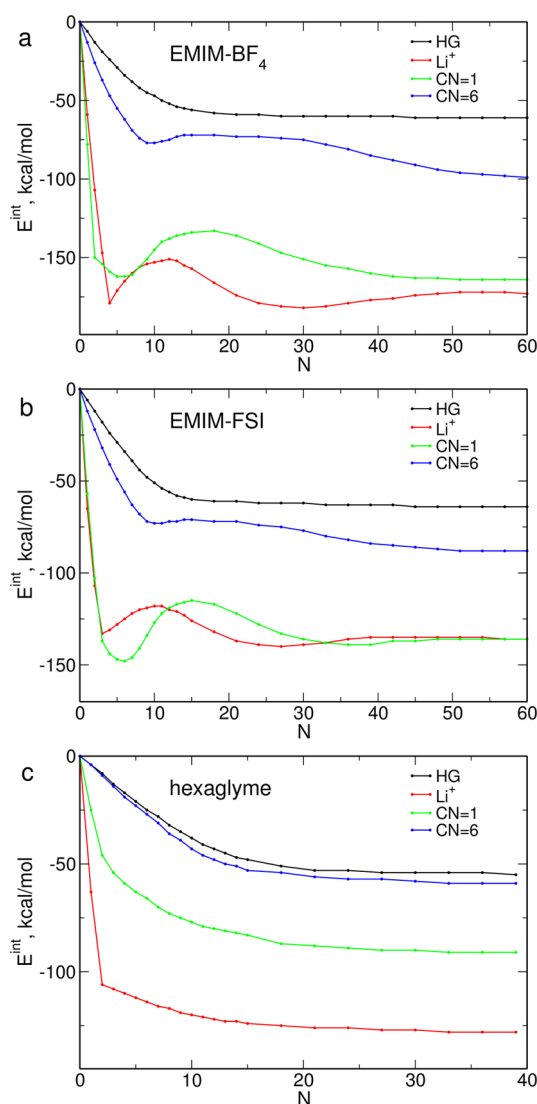 a
EMIM-BF4
HG
Li+
CN=1
CN=6
0
-50
-100
-150
E^int, kcal/mol
0 10 20 30 40 50 60
N
b
EMIM-FSI
HG
Li+
CN=1
CN=6
0
-50
-100
-150
E^int, kcal/mol
0 10 20 30 40 50 60
N
c
hexaglyme
HG
Li+
CN=1
CN=6
0
-50
-100
E^int, kcal/mol
0 10 20 30 40
N